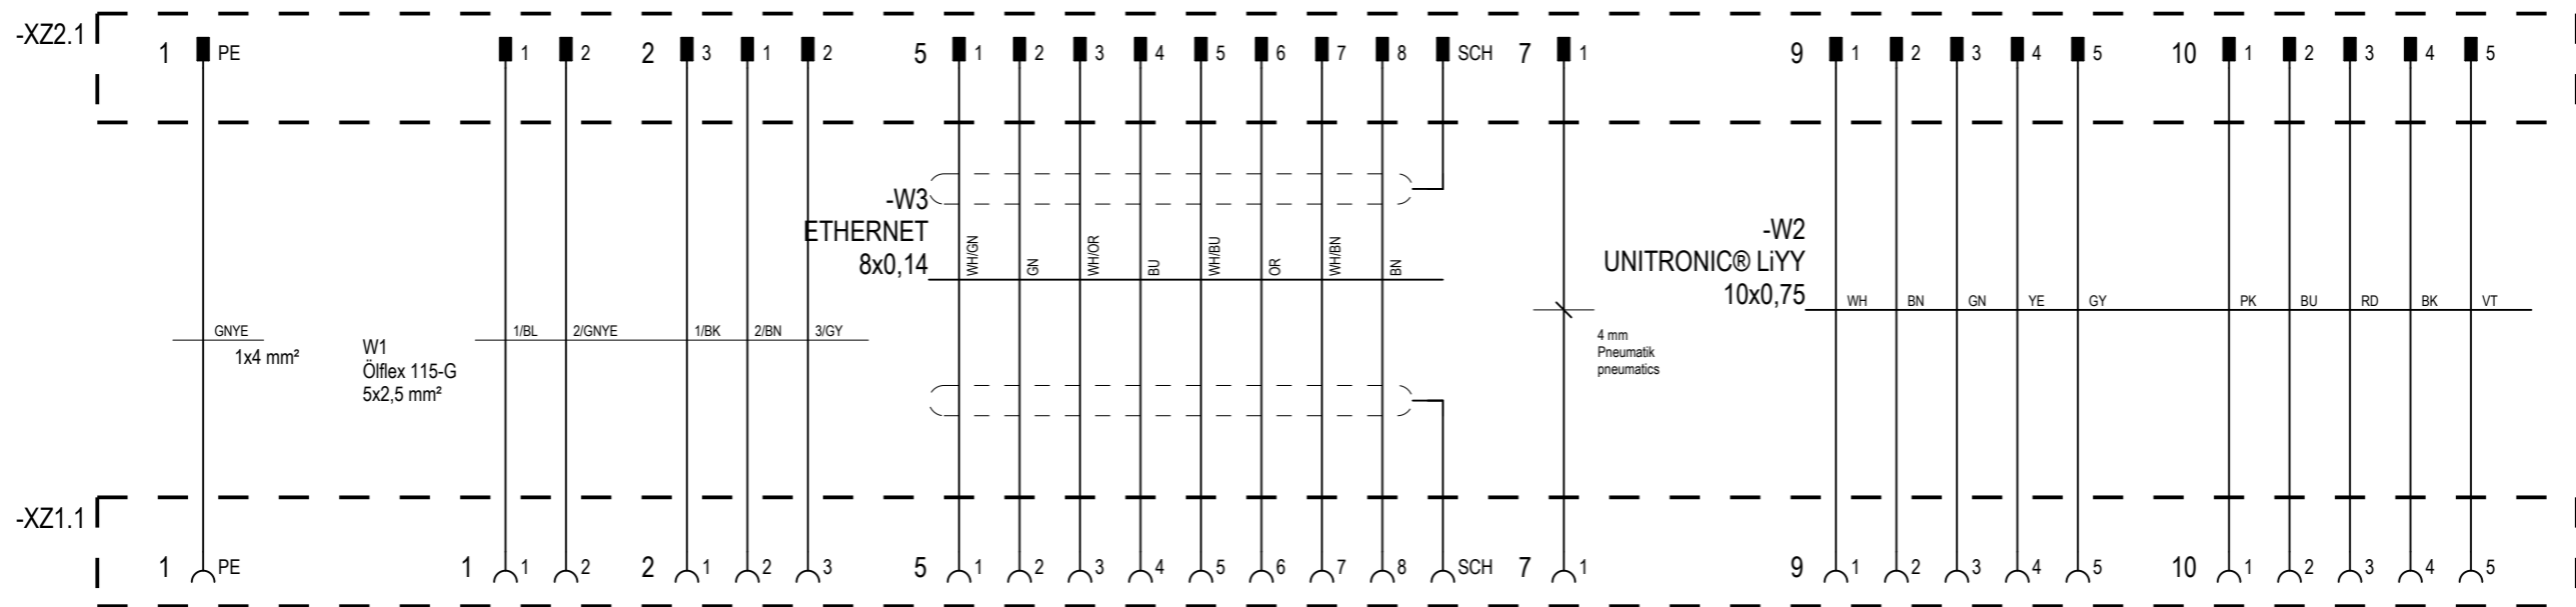 -XZ2.1
1 PE 1 2 2 3 1 2 5 1 2 3 4 5 6 7 8 SCH 7 1 9 1 2 3 4 5 10 1 2 3 4 5
-W3
ETHERNET
8x0,14
WH/GN GN WH/OR BU WH/BU OR WH/BN BN
-W2
UNITRONIC® LiYY
10x0,75
WH BN GN YE GY PK BU RD BK VT
GNYE
1x4 mm²
W1
Ölflex 115-G
5x2,5 mm²
1/BL 2/GNYE 1/BK 2/BN 3/GY
4 mm
Pneumatik
pneumatics
-XZ1.1
1 PE 1 1 2 2 1 2 3 5 1 2 3 4 5 6 7 8 SCH 7 1 9 1 2 3 4 5 10 1 2 3 4 5